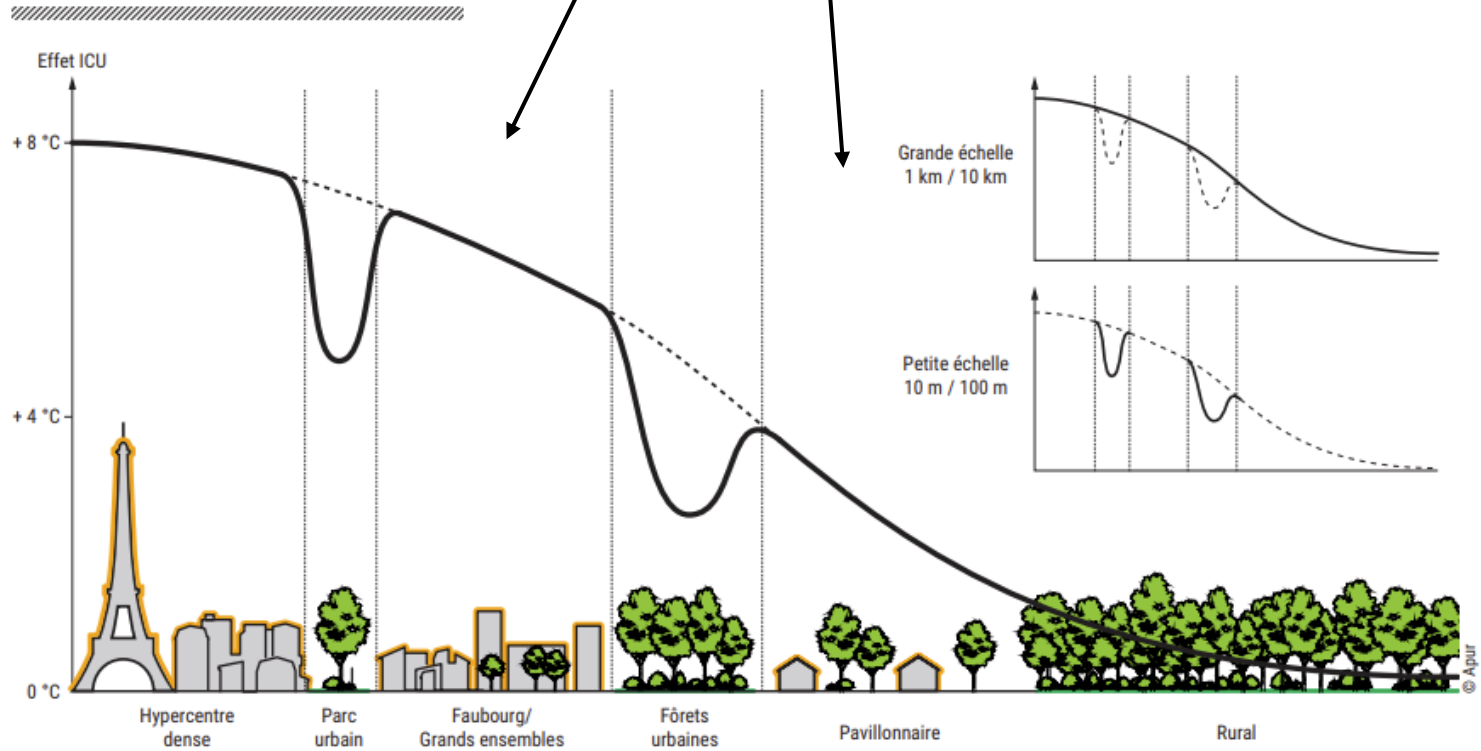 Effet ICU
+ 8 °C
+ 4 °C
0 °C
Grande échelle
1 km / 10 km
Petite échelle
10 m / 100 m
Hypercentre
dense
Parc
urbain
Faubourg/
Grands ensembles
Fôrets
urbaines
Pavillonnaire
Rural
© Apur